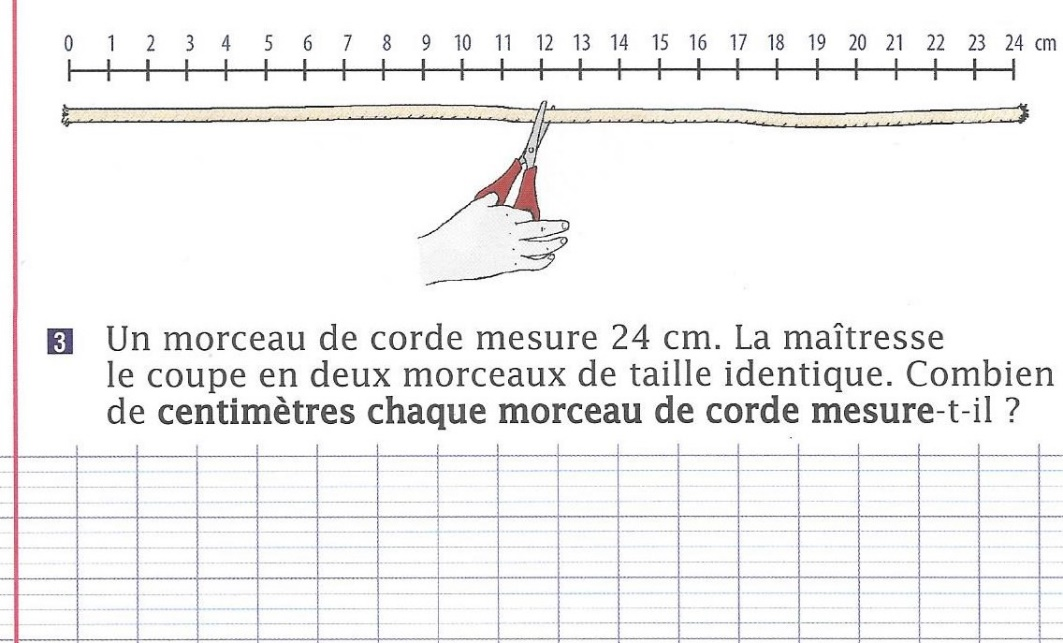 0 1 2 3 4 5 6 7 8 9 10 11 12 13 14 15 16 17 18 19 20 21 22 23 24 cm
3 Un morceau de corde mesure 24 cm. La maîtresse
le coupe en deux morceaux de taille identique. Combien
de centimètres chaque morceau de corde mesure-t-il ?